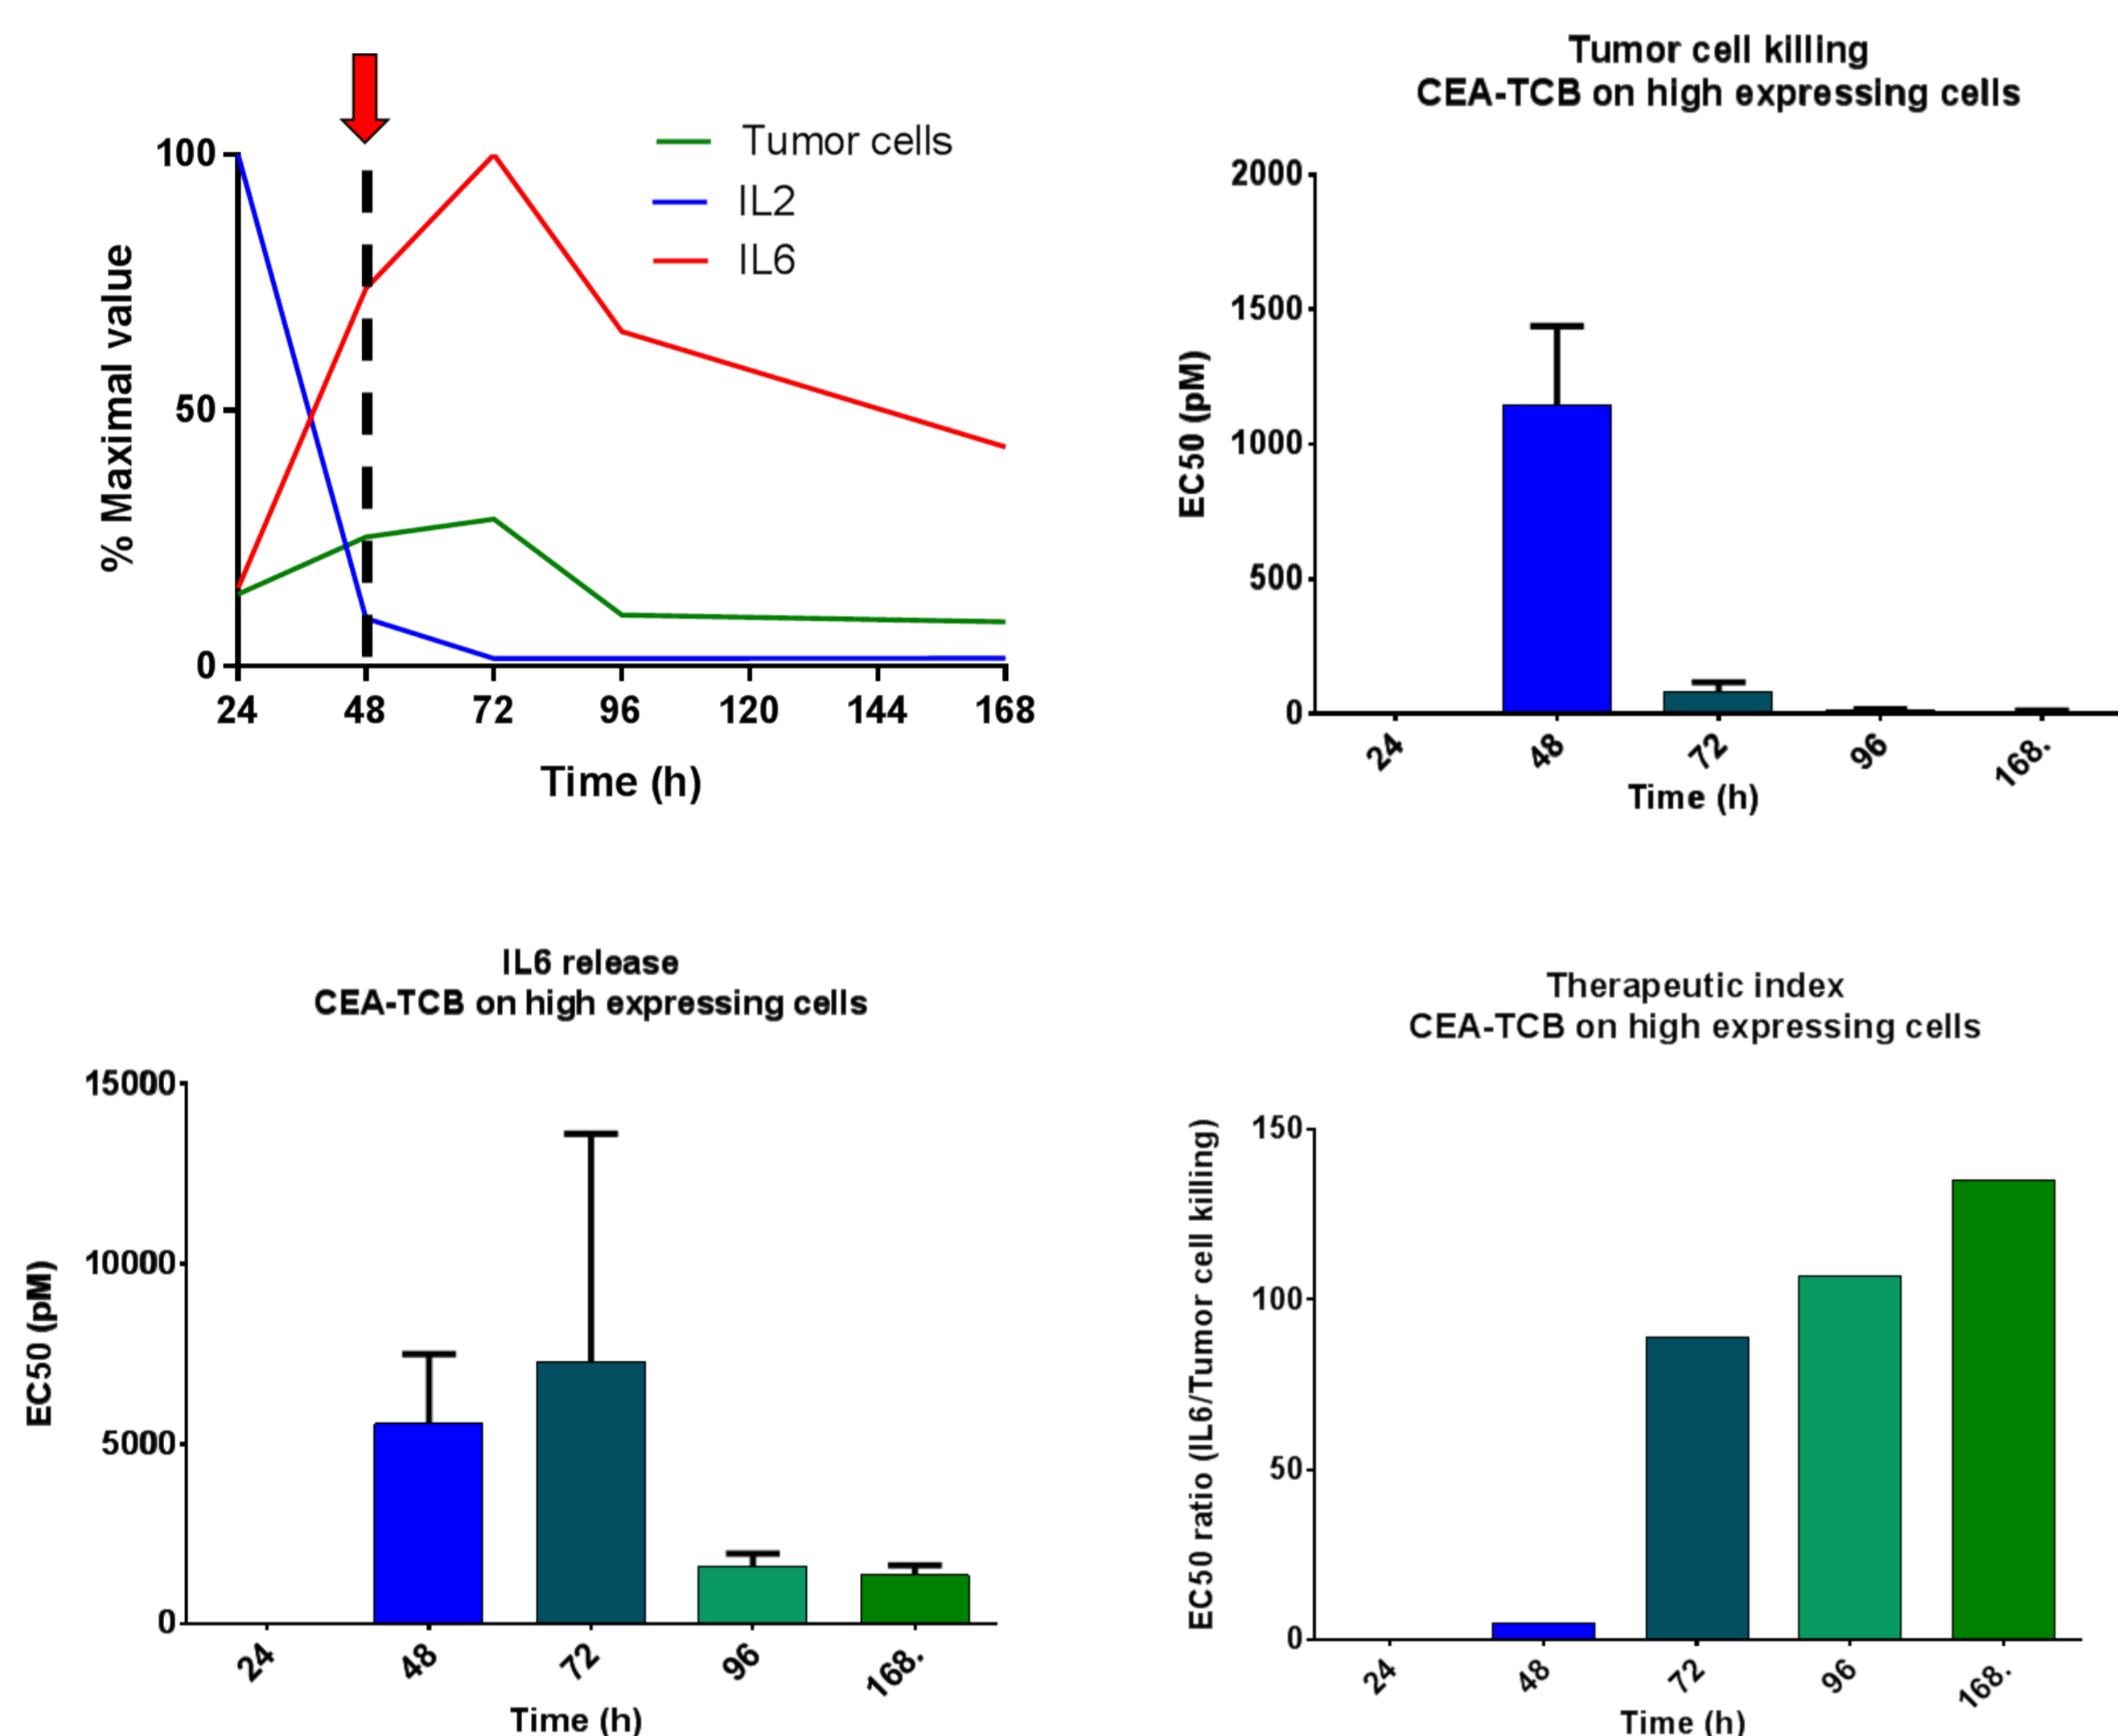 100
50
0
% Maximal value
Tumor cells
IL2
IL6
24 48 72 96 120 144 168
Time (h)
Tumor cell killing
CEA-TCB on high expressing cells
2000
1500
1000
500
0
EC50 (pM)
24 48 72 96 168.
Time (h)
IL6 release
CEA-TCB on high expressing cells
15000
10000
5000
0
EC50 (pM)
24 48 72 96 168.
Time (h)
Therapeutic index
CEA-TCB on high expressing cells
150
100
50
0
EC50 ratio (IL6/Tumor cell killing)
24 48 72 96 168.
Time (h)